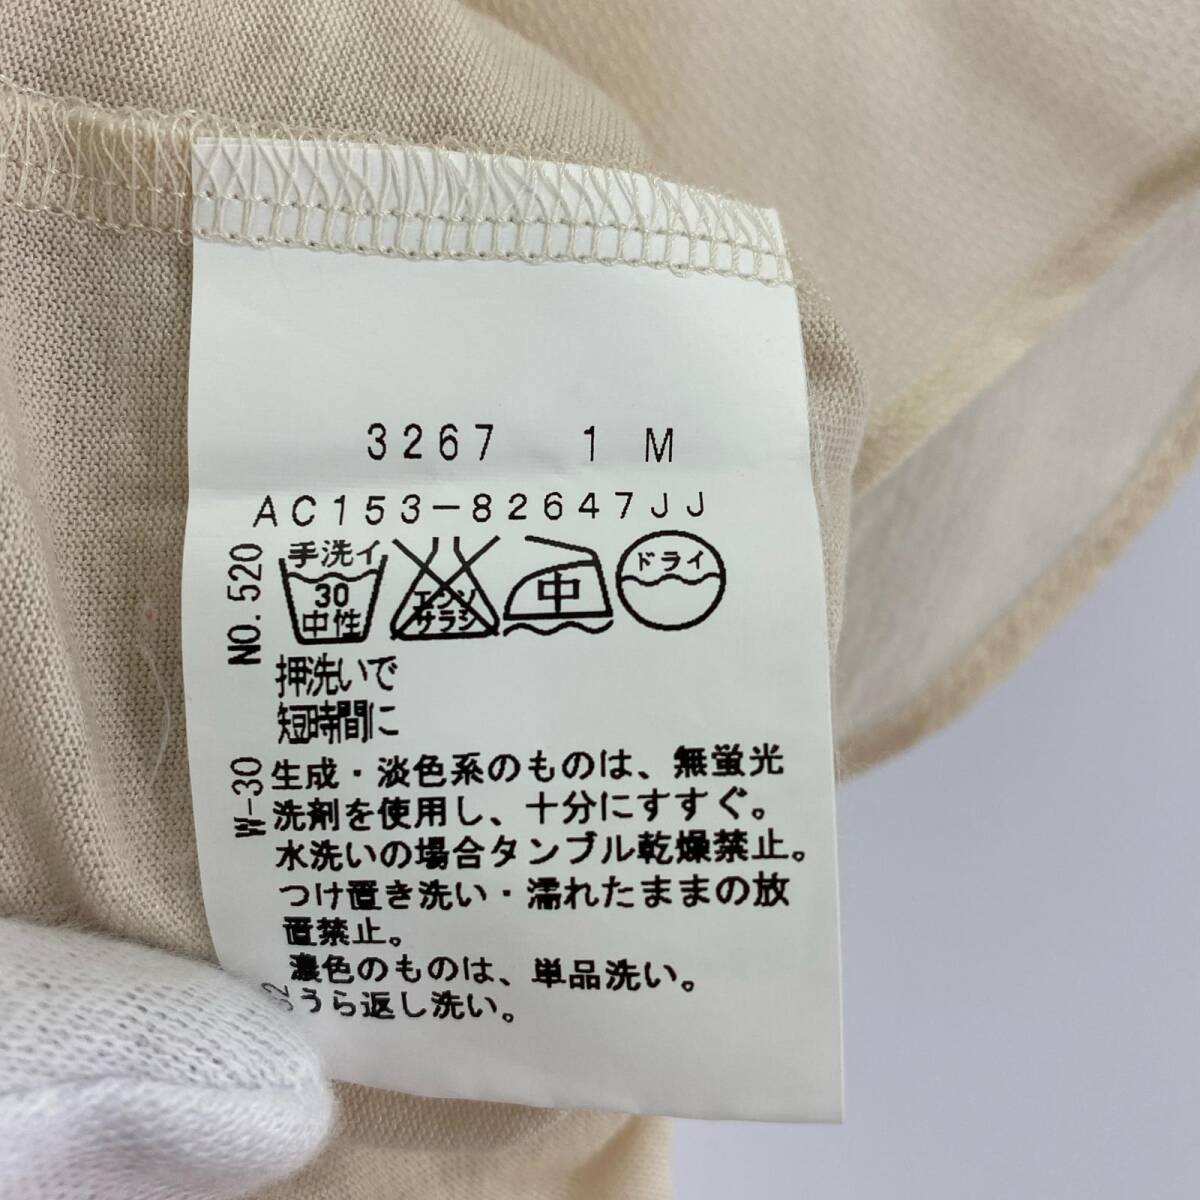 3267 1 M
AC153-82647JJ
NO.520
手洗イ
30
中性
エンソ
サラシ
中
ドライ
押洗いで
短時間に
W-30
生成・淡色系のものは、無蛍光
洗剤を使用し、十分にすすぐ。
水洗いの場合タンブル乾燥禁止。
つけ置き洗い・濡れたままの放
置禁止。
濃色のものは、単品洗い。
うら返し洗い。